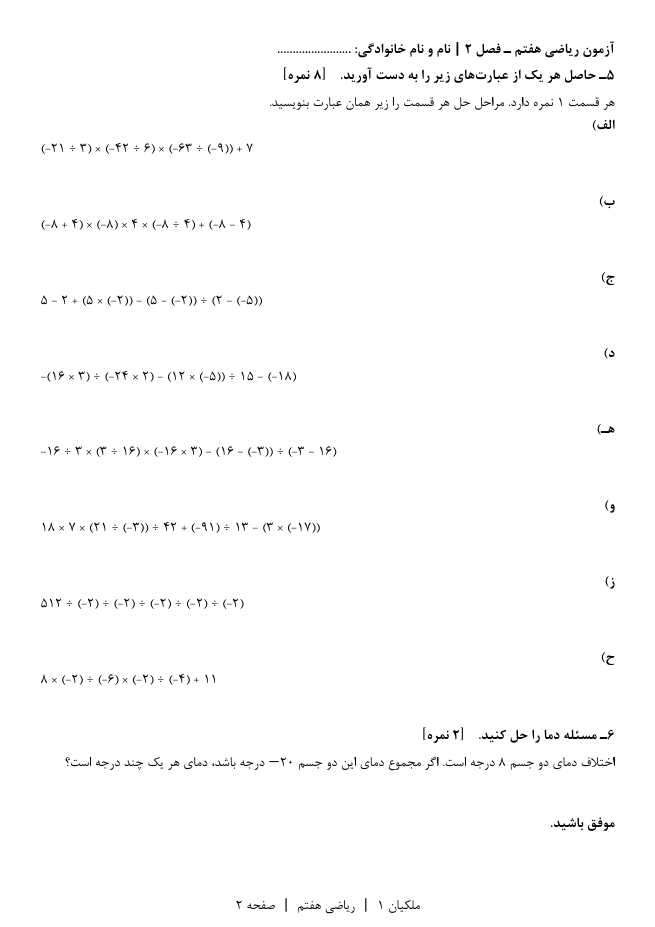 آزمون ریاضی هفتم ــ فصل ۲ | نام و نام خانوادگی: ........................
۵ــ حاصل هر یک از عبارت‌های زیر را به دست آورید. [۸ نمره]
هر قسمت ۱ نمره دارد. مراحل حل هر قسمت را زیر همان عبارت بنویسید.
الف)
(−۲۱ ÷ ۳) × (−۴۲ ÷ ۶) × (−۶۳ ÷ (−۹)) + ۷
ب)
(−۸ + ۴) × (−۸) × ۴ × (−۸ ÷ ۴) + (−۸ − ۴)
ج)
۵ − ۲ + (۵ × (−۲)) − (۵ − (−۲)) ÷ (۲ − (−۵))
د)
−(۱۶ × ۳) ÷ (−۲۴ × ۲) − (۱۲ × (−۵)) ÷ ۱۵ − (−۱۸)
هـ)
−۱۶ ÷ ۳ × (۳ ÷ ۱۶) × (−۱۶ × ۳) − (۱۶ − (−۳)) ÷ (−۳ − ۱۶)
و)
۱۸ × ۷ × (۲۱ ÷ (−۳)) ÷ ۴۲ + (−۹۱) ÷ ۱۳ − (۳ × (−۱۷))
ز)
۵۱۲ ÷ (−۲) ÷ (−۲) ÷ (−۲) ÷ (−۲) ÷ (−۲)
ح)
۸ × (−۲) ÷ (−۶) × (−۲) ÷ (−۴) + ۱۱
۶ــ مسئله دما را حل کنید. [۲ نمره]
اختلاف دمای دو جسم ۸ درجه است. اگر مجموع دمای این دو جسم ۲۰− درجه باشد، دمای هر یک چند درجه است؟
موفق باشید.
ملکیان ۱ | ریاضی هفتم | صفحه ۲